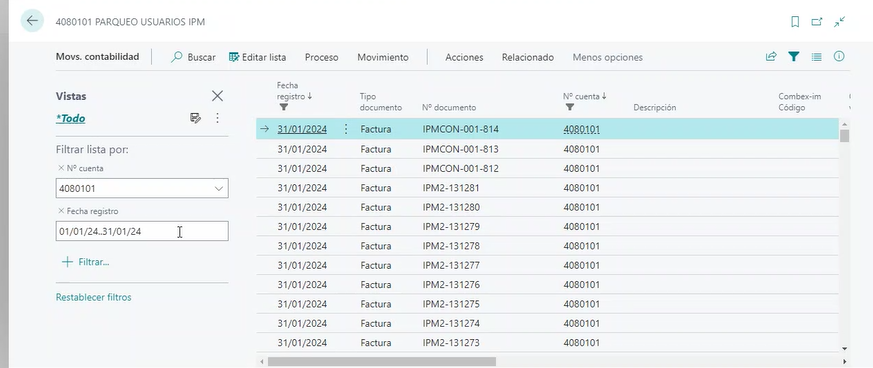 4080101 PARQUEO USUARIOS IPM
Movs. contabilidad
Buscar
Editar lista
Proceso
Movimiento
Acciones
Relacionado
Menos opciones
Vistas
*Todo
Filtrar lista por:
Nº cuenta
4080101
Fecha registro
01/01/24..31/01/24
Filtrar...
Restablecer filtros
Fecha registro ↓ Tipo documento Nº documento Nº cuenta ↓ Descripción Combex-im Código
31/01/2024 Factura IPMCON-001-814 4080101
31/01/2024 Factura IPMCON-001-813 4080101
31/01/2024 Factura IPMCON-001-812 4080101
31/01/2024 Factura IPM2-131281 4080101
31/01/2024 Factura IPM2-131280 4080101
31/01/2024 Factura IPM2-131279 4080101
31/01/2024 Factura IPM2-131278 4080101
31/01/2024 Factura IPM2-131277 4080101
31/01/2024 Factura IPM2-131276 4080101
31/01/2024 Factura IPM2-131275 4080101
31/01/2024 Factura IPM2-131274 4080101
31/01/2024 Factura IPM2-131273 4080101